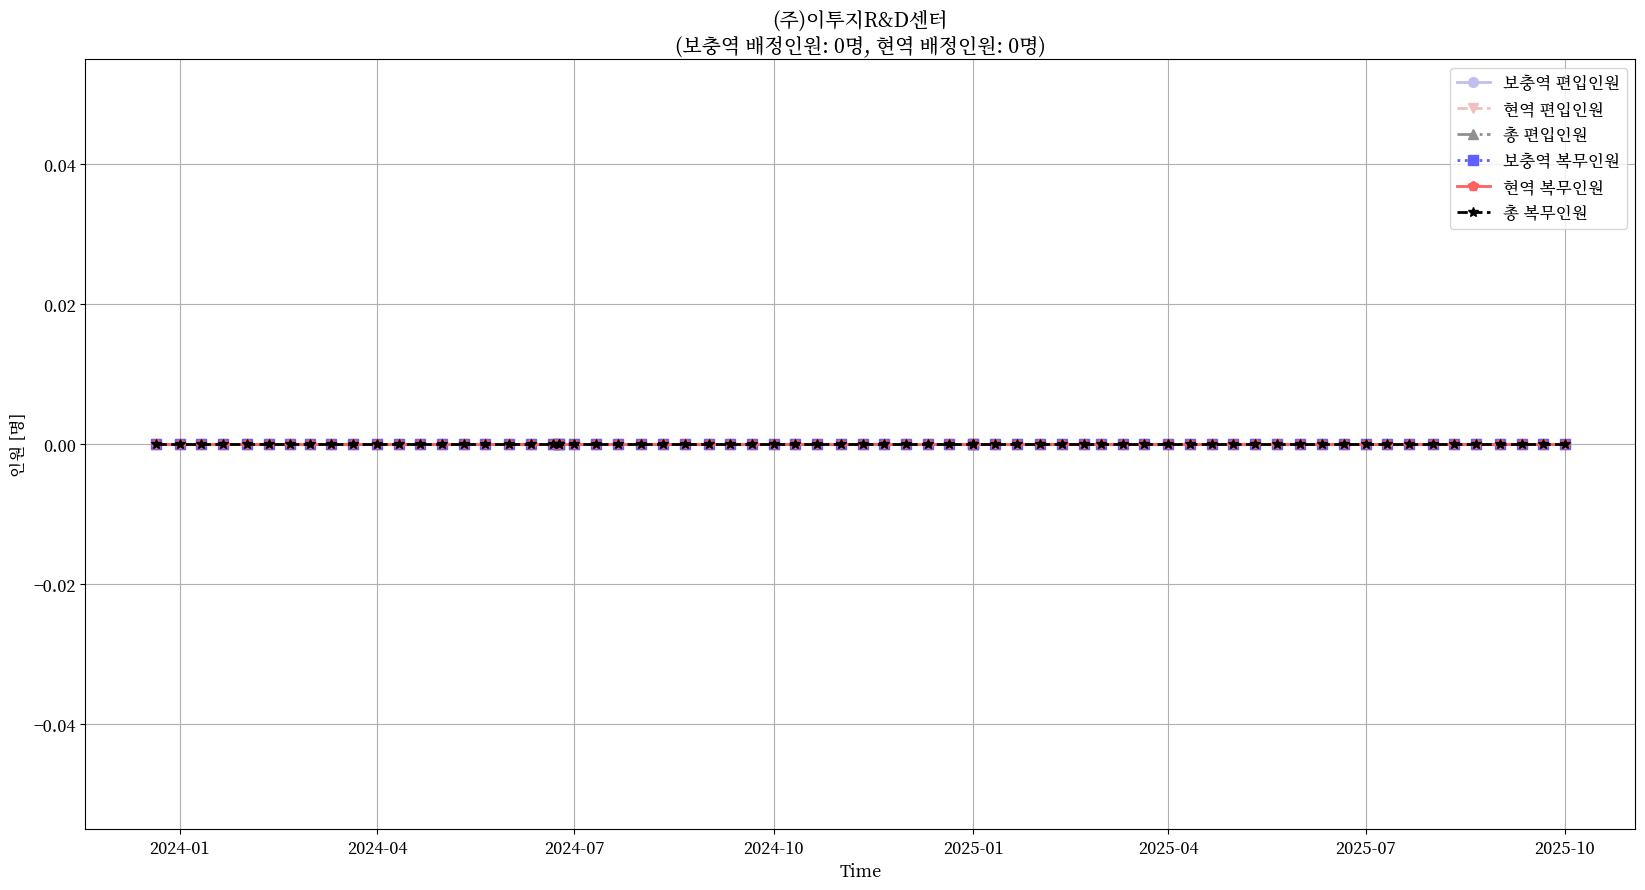 (주)이투지R&D센터
(보충역 배정인원: 0명, 현역 배정인원: 0명)
보충역 편입인원
현역 편입인원
총 편입인원
보충역 복무인원
현역 복무인원
총 복무인원
인원 [명]
0.04
0.02
0.00
−0.02
−0.04
2024-01 2024-04 2024-07 2024-10 2025-01 2025-04 2025-07 2025-10
Time